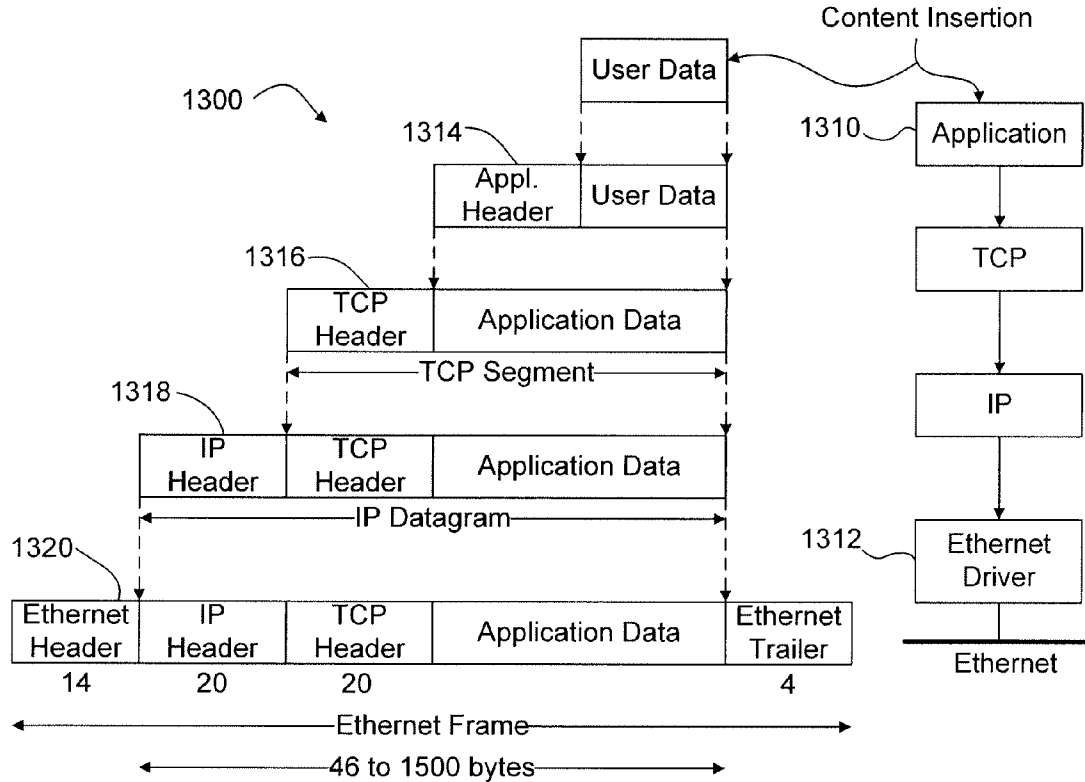 Content Insertion
User Data
1300
1310
Application
1314
Appl.
Header
User Data
TCP
1316
TCP
Header
Application Data
TCP Segment
IP
1318
IP
Header
TCP
Header
Application Data
IP Datagram
1312
Ethernet
Driver
1320
Ethernet
Header
IP
Header
TCP
Header
Application Data
Ethernet
Trailer
Ethernet
14
20
20
4
Ethernet Frame
46 to 1500 bytes